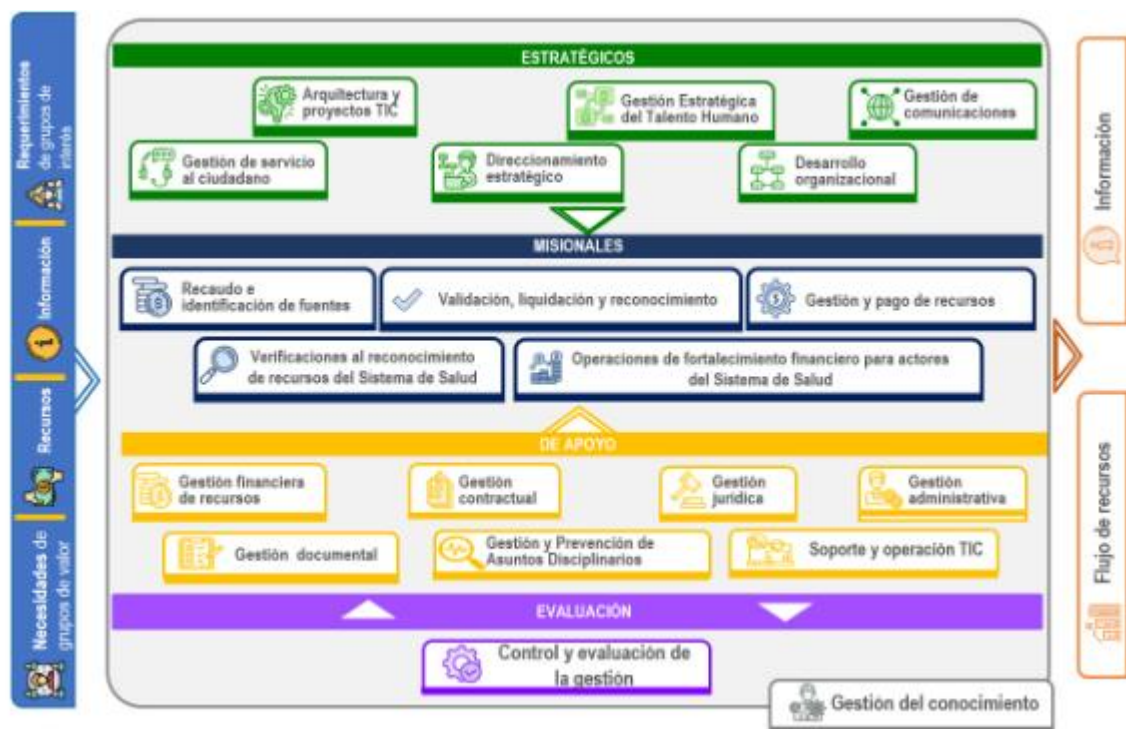 Requerimientos
de grupos de
interés
Información
Recursos
Necesidades de
grupos de valor
ESTRATÉGICOS
Arquitectura y
proyectos TIC
Gestión Estratégica
del Talento Humano
Gestión de
comunicaciones
Gestión de servicio
al ciudadano
Direccionamiento
estratégico
Desarrollo
organizacional
MISIONALES
Recaudo e
identificación de fuentes
Validación, liquidación y reconocimiento
Gestión y pago de recursos
Verificaciones al reconocimiento
de recursos del Sistema de Salud
Operaciones de fortalecimiento financiero para actores
del Sistema de Salud
DE APOYO
Gestión financiera
de recursos
Gestión
contractual
Gestión
jurídica
Gestión
administrativa
Gestión documental
Gestión y Prevención de
Asuntos Disciplinarios
Soporte y operación TIC
EVALUACIÓN
Control y evaluación de
la gestión
Gestión del conocimiento
Información
Flujo de recursos